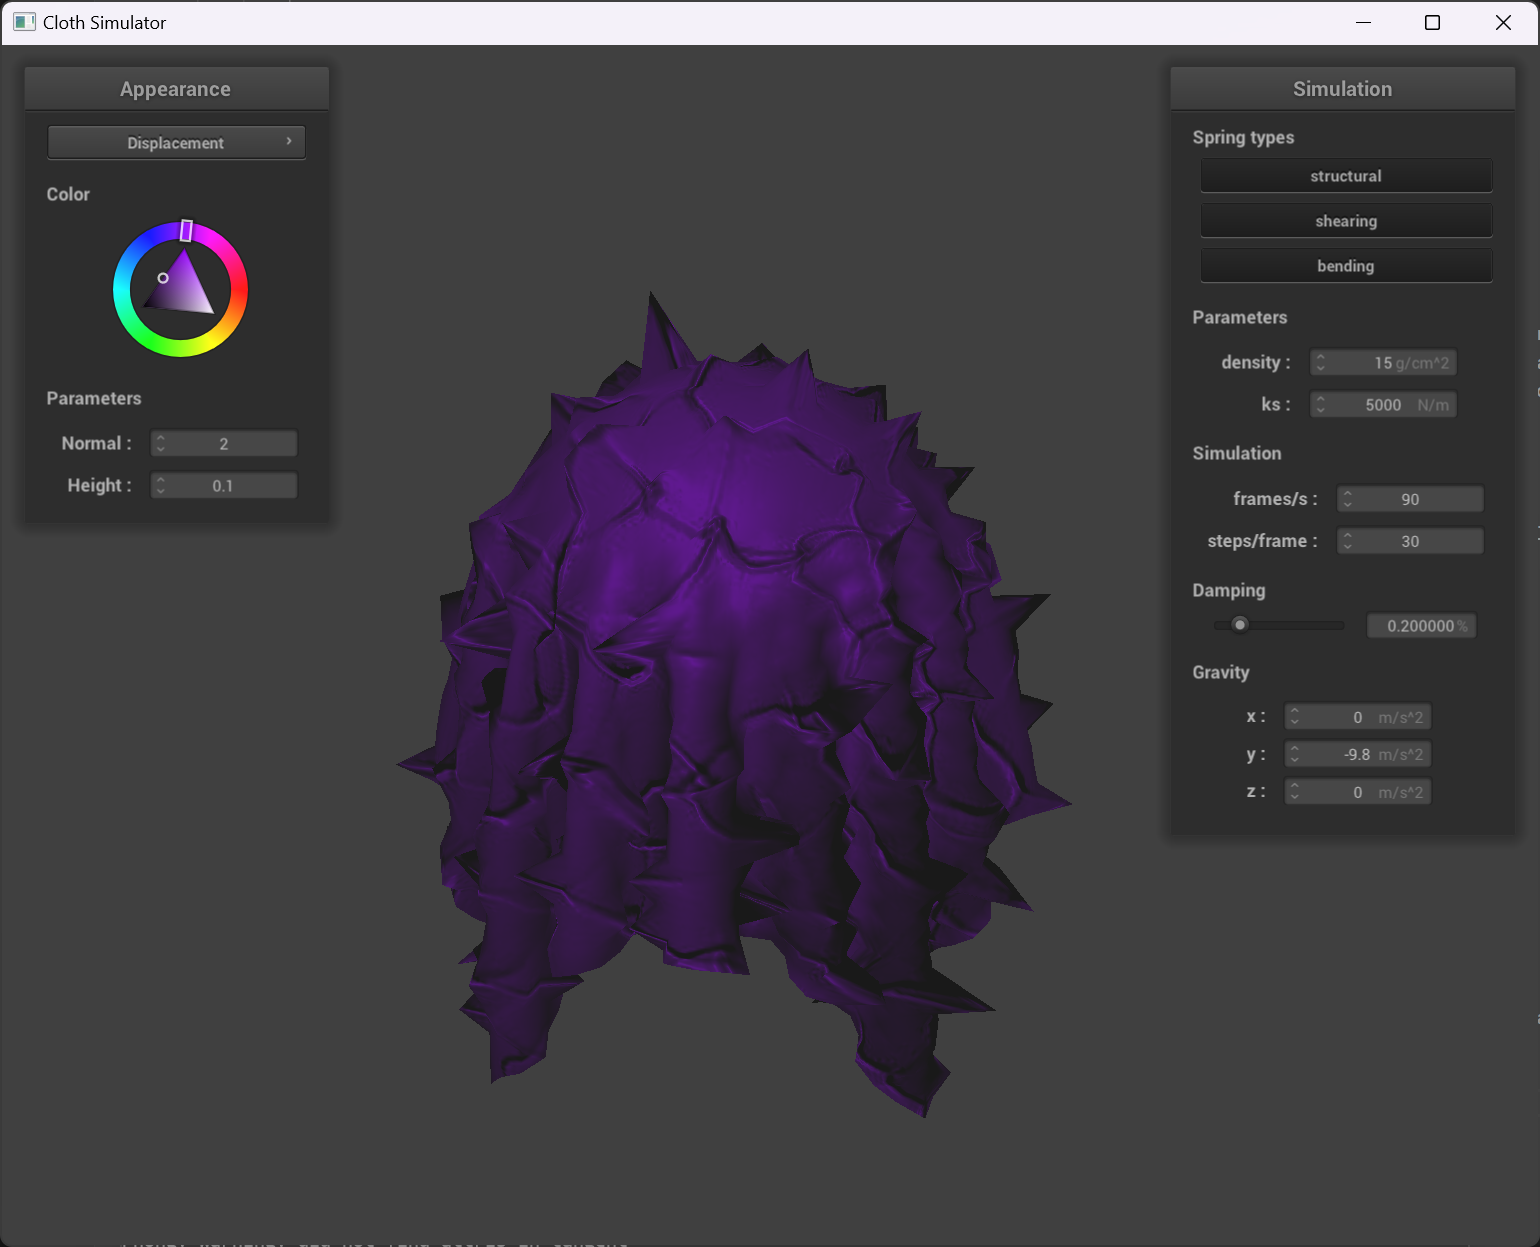 Cloth Simulator
Appearance
Displacement
Color
Parameters
Normal : 2
Height : 0.1
Simulation
Spring types
structural
shearing
bending
Parameters
density : 15 g/cm^2
ks : 5000 N/m
Simulation
frames/s : 90
steps/frame : 30
Damping
0.200000 %
Gravity
x : 0 m/s^2
y : -9.8 m/s^2
z : 0 m/s^2